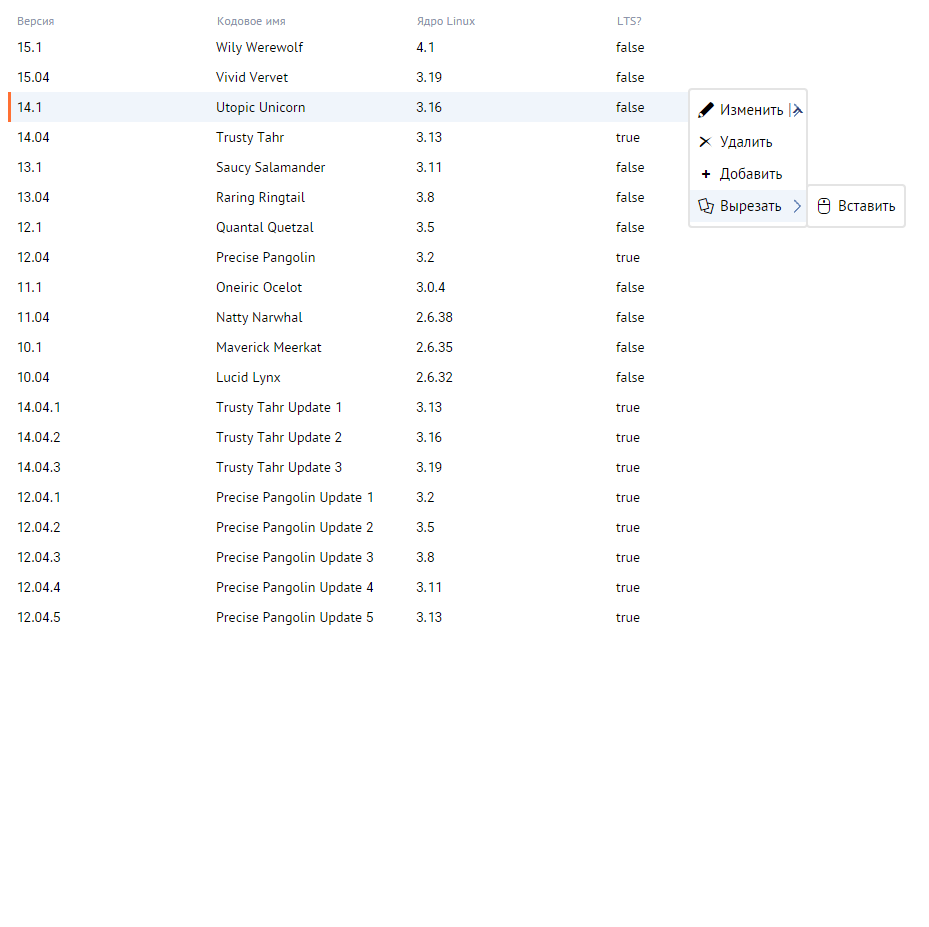 Версия Кодовое имя Ядро Linux LTS?
15.1 Wily Werewolf 4.1 false
15.04 Vivid Vervet 3.19 false
14.1 Utopic Unicorn 3.16 false
Изменить
14.04 Trusty Tahr 3.13 true
Удалить
13.1 Saucy Salamander 3.11 false
Добавить
13.04 Raring Ringtail 3.8 false
Вырезать Вставить
12.1 Quantal Quetzal 3.5 false
12.04 Precise Pangolin 3.2 true
11.1 Oneiric Ocelot 3.0.4 false
11.04 Natty Narwhal 2.6.38 false
10.1 Maverick Meerkat 2.6.35 false
10.04 Lucid Lynx 2.6.32 false
14.04.1 Trusty Tahr Update 1 3.13 true
14.04.2 Trusty Tahr Update 2 3.16 true
14.04.3 Trusty Tahr Update 3 3.19 true
12.04.1 Precise Pangolin Update 1 3.2 true
12.04.2 Precise Pangolin Update 2 3.5 true
12.04.3 Precise Pangolin Update 3 3.8 true
12.04.4 Precise Pangolin Update 4 3.11 true
12.04.5 Precise Pangolin Update 5 3.13 true